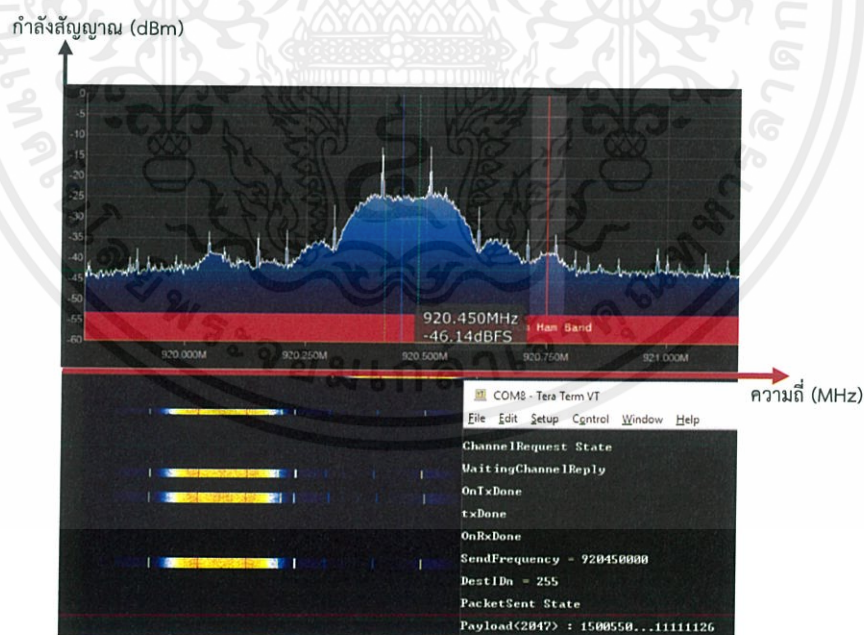 กำลังสัญญาณ (dBm)
0
-5
-10
-15
-20
-25
-30
-35
-40
-45
-50
-55
-60
920.450MHz
-46.14dBFS
Ham Band
920.000M
920.250M
920.500M
920.750M
921.000M
ความถี่ (MHz)
COM8 - Tera Term VT
File Edit Setup Control Window Help
ChannelRequest State
WaitingChannelReply
OnTxDone
txDone
OnRxDone
SendFrequency = 920450000
DestIDn = 255
PacketSent State
Payload<2047> : 1500550...11111126